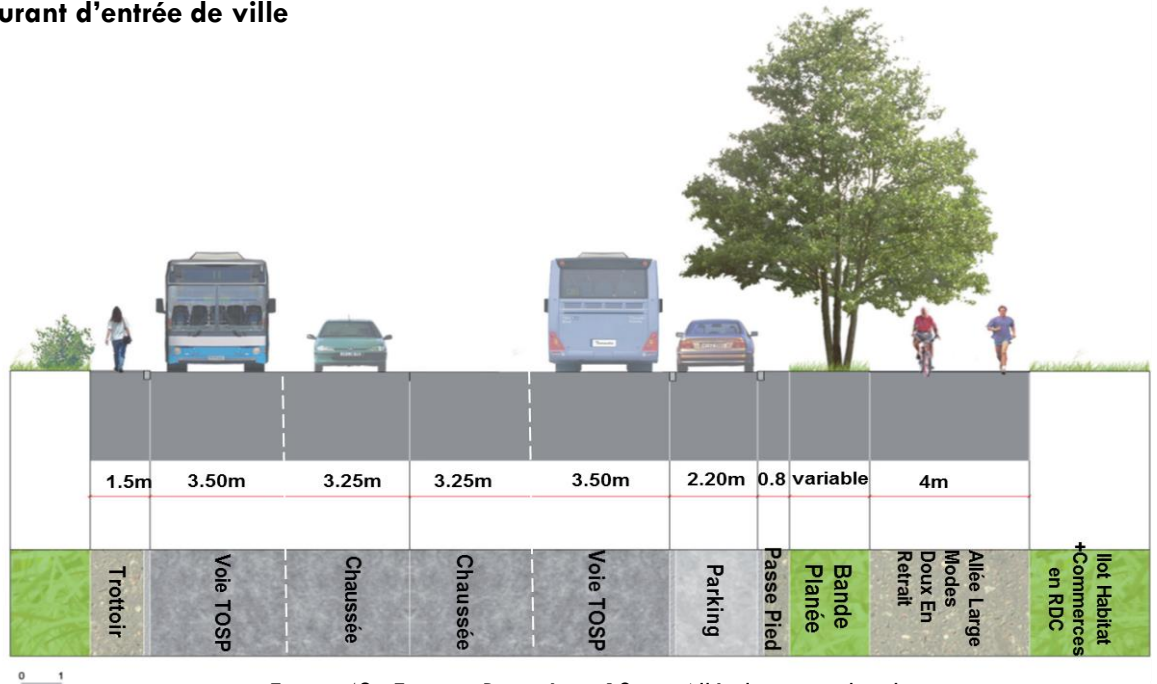 urant d'entrée de ville
1.5m 3.50m 3.25m 3.25m 3.50m 2.20m 0.8 variable 4m
Trottoir
Voie TOSP
Chaussée
Chaussée
Voie TOSP
Parking
Passe Pied
Bande
Planée
Allée Large
Modes
Doux En
Retrait
Ilot Habitat
+Commerces
en RDC
0 1